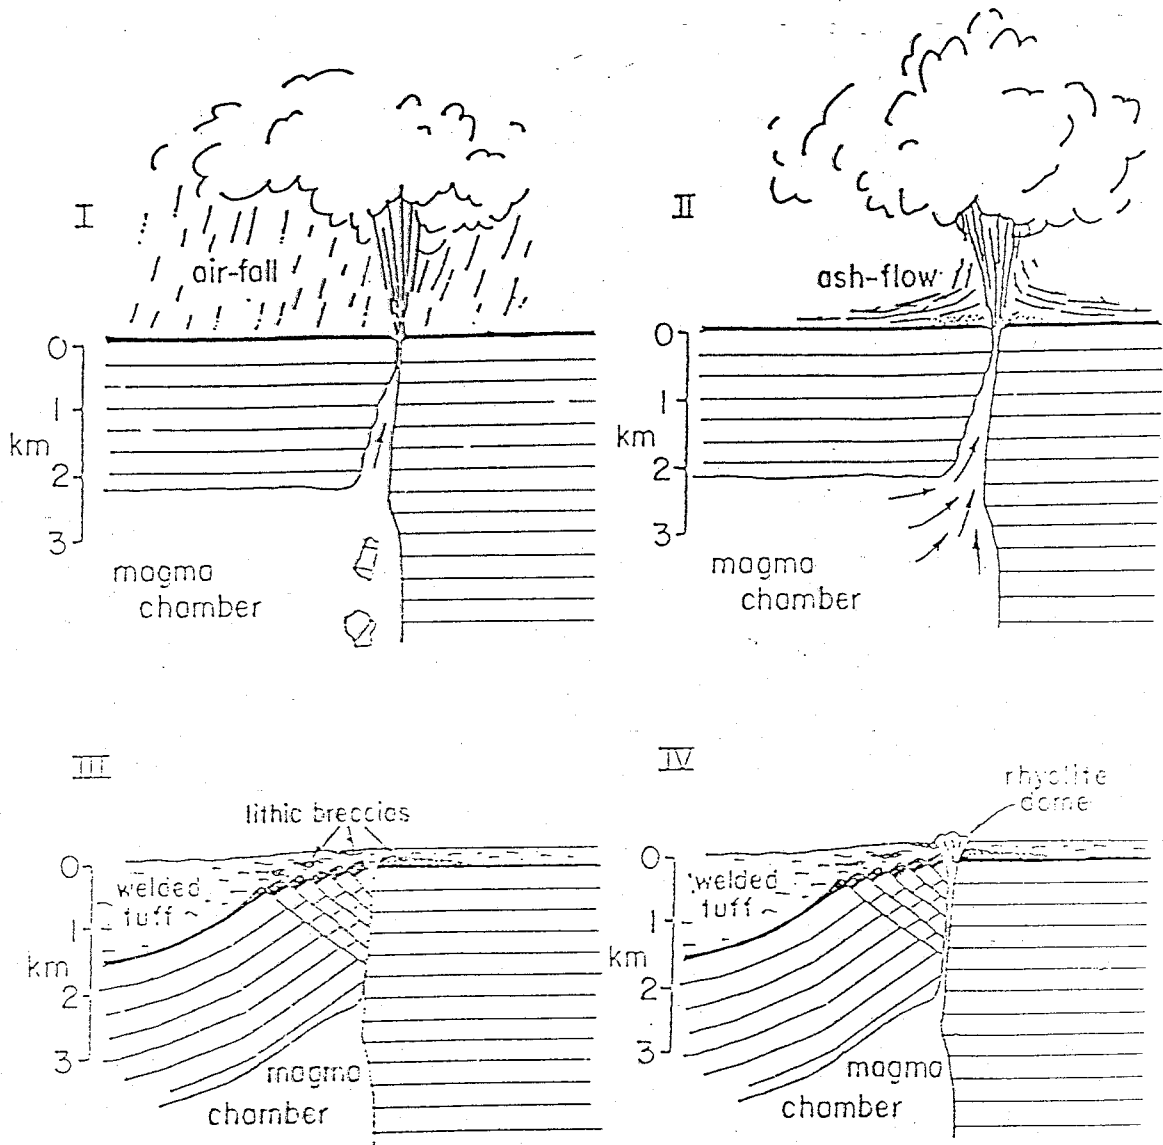 I
air-fall
0
1
km
2
3
magma
chamber
II
ash-flow
0
1
km
2
3
magma
chamber
III
lithic breccias
0
welded
tuff
1
km
2
3
magma
chamber
IV
rhyolite
dome
0
welded
tuff
1
km
2
3
magma
chamber